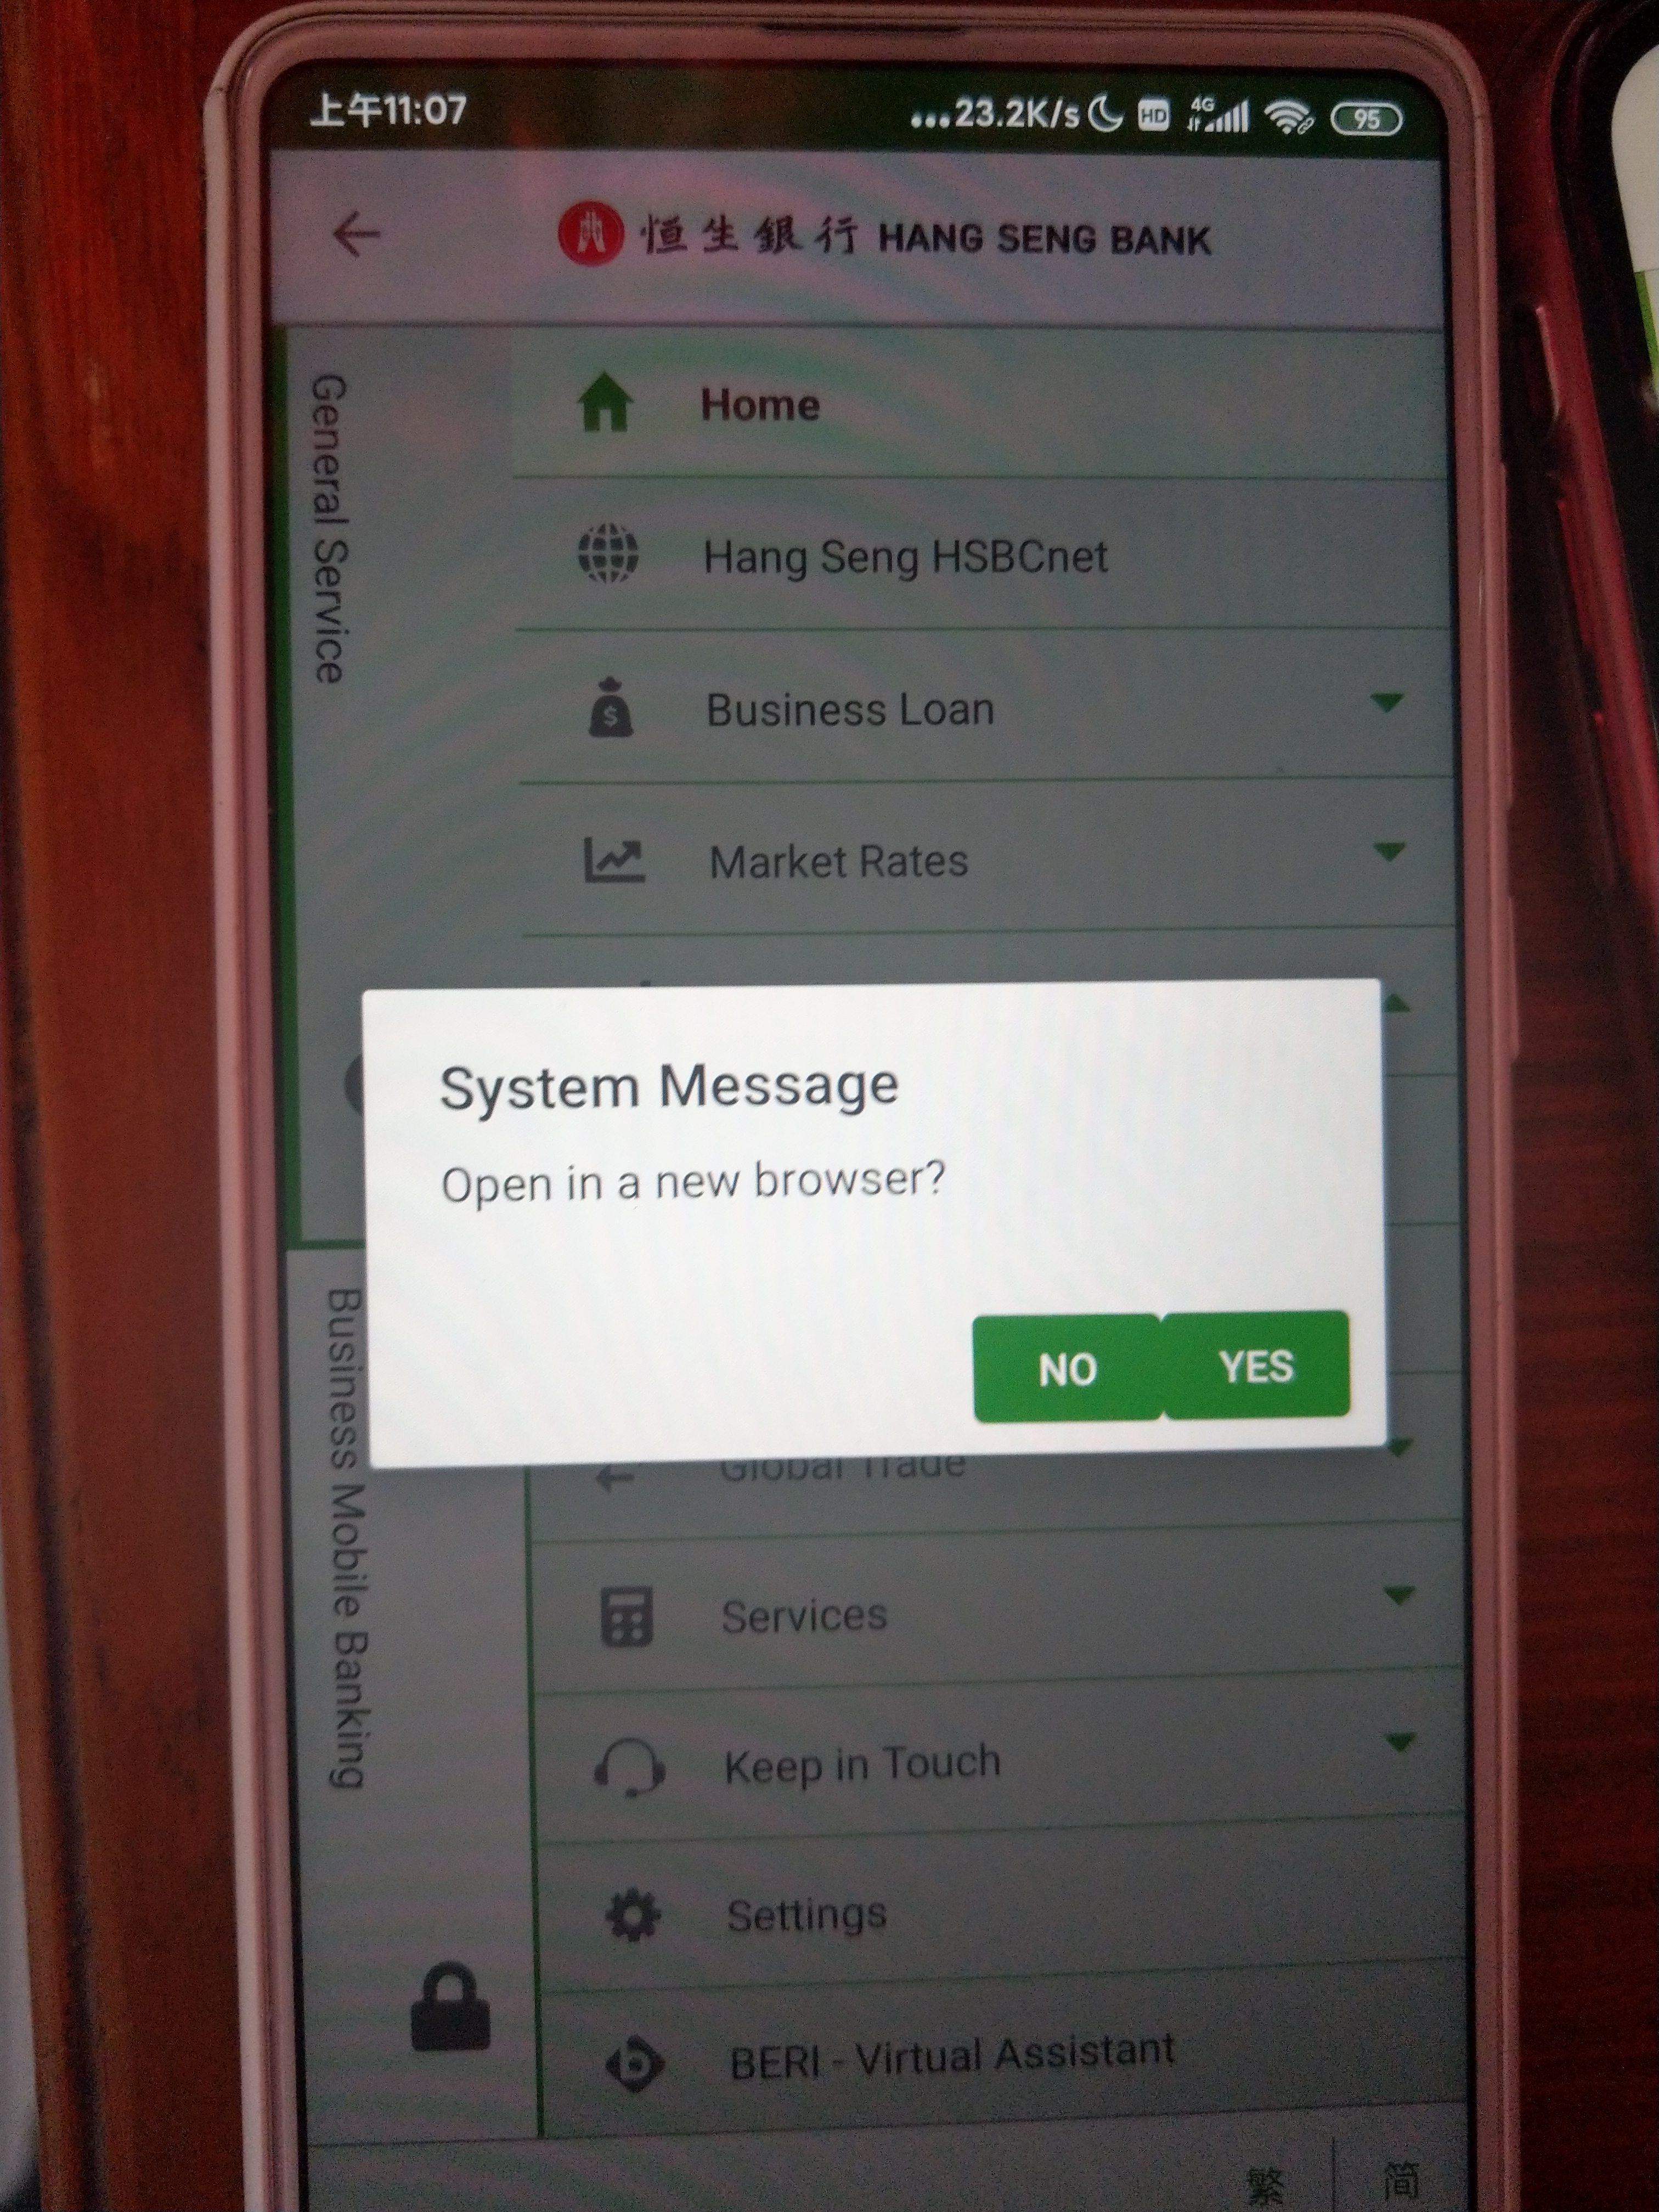 上午11:07
...23.2K/s HD 4G 95
恒生銀行 HANG SENG BANK
General Service
Home
Hang Seng HSBCnet
Business Loan
Market Rates
System Message
Open in a new browser?
NO YES
Business Mobile Banking
Global Trade
Services
Keep in Touch
Settings
BERI - Virtual Assistant
繁 简